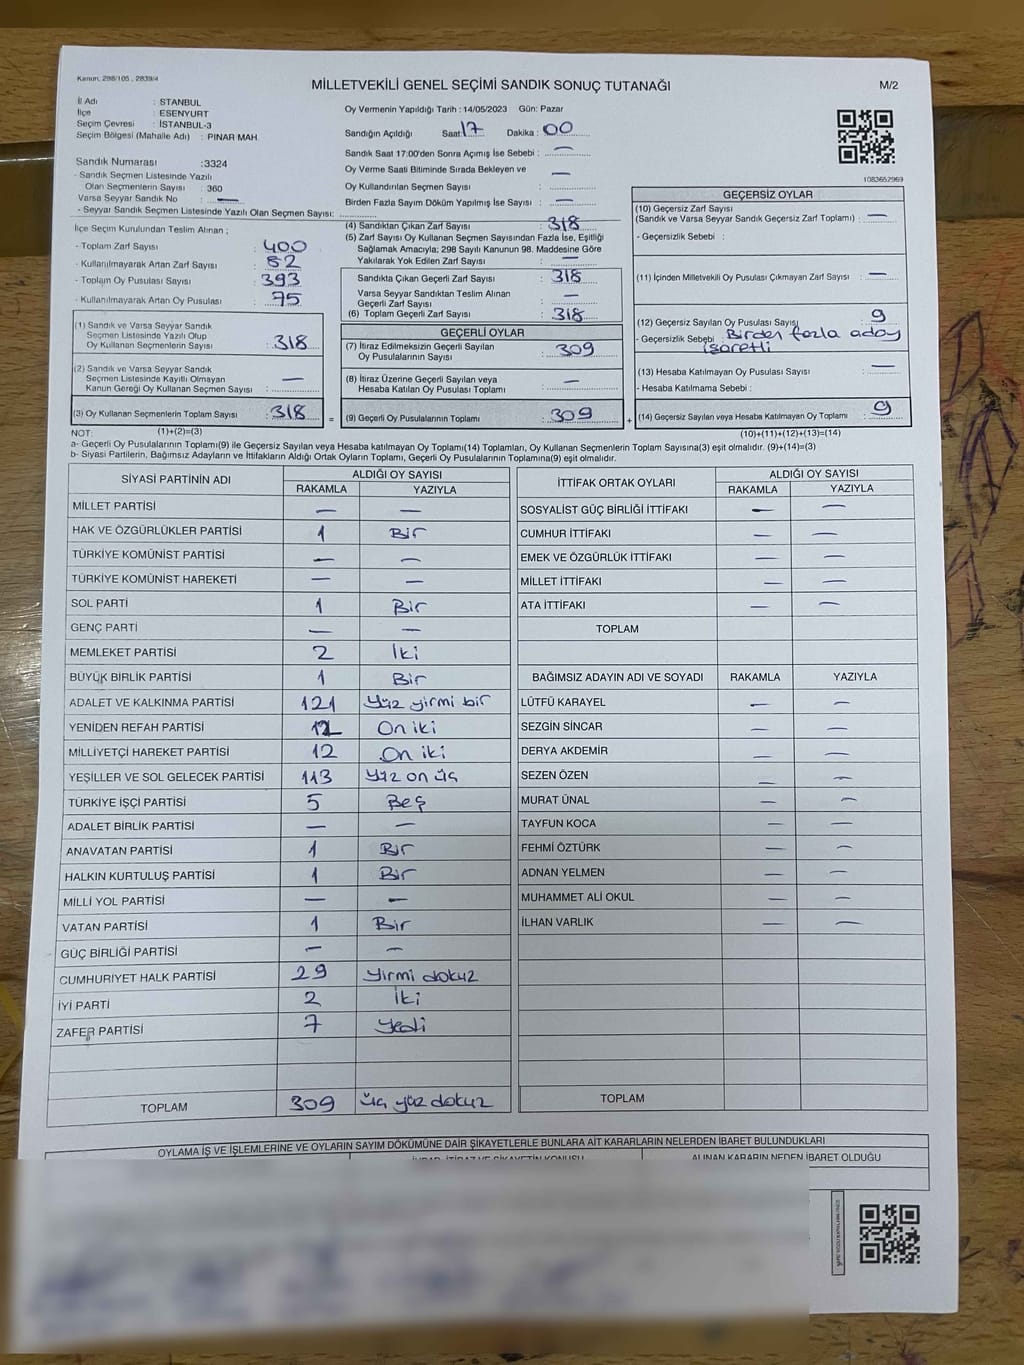 Kanun, 298/105 , 2839/4
MİLLETVEKİLİ GENEL SEÇİMİ SANDIK SONUÇ TUTANAĞI
M/2
İl Adı : İSTANBUL
İlçe : ESENYURT
Seçim Çevresi : İSTANBUL-3
Seçim Bölgesi (Mahalle Adı) : PINAR MAH.
Sandık Numarası :3324
- Sandık Seçmen Listesinde Yazılı
Olan Seçmenlerin Sayısı : 360
Varsa Seyyar Sandık No : —
- Seyyar Sandık Seçmen Listesinde Yazılı Olan Seçmen Sayısı:
İlçe Seçim Kurulundan Teslim Alınan ;
- Toplam Zarf Sayısı : 400
- Kullanılmayarak Artan Zarf Sayısı : 82
- Toplam Oy Pusulası Sayısı : 393
- Kullanılmayarak Artan Oy Pusulası : 75
(1) Sandık ve Varsa Seyyar Sandık
Seçmen Listesinde Yazılı Olup
Oy Kullanan Seçmenlerin Sayısı : 318
(2) Sandık ve Varsa Seyyar Sandık
Seçmen Listesinde Kayıtlı Olmayan
Kanun Gereği Oy Kullanan Seçmen Sayısı : —
(3) Oy Kullanan Seçmenlerin Toplam Sayısı : 318
(1)+(2)=(3)
Oy Vermenin Yapıldığı Tarih : 14/05/2023 Gün: Pazar
Sandığın Açıldığı Saat: 17 Dakika : 00
Sandık Saat 17:00'den Sonra Açımış İse Sebebi : —
Oy Verme Saati Bitiminde Sırada Bekleyen ve —
Oy Kullandırılan Seçmen Sayısı :
Birden Fazla Sayım Döküm Yapılmış İse Sayısı : —
(4) Sandıktan Çıkan Zarf Sayısı : 318
(5) Zarf Sayısı Oy Kullanan Seçmen Sayısından Fazla İse, Eşitliği
Sağlamak Amacıyla; 298 Sayılı Kanunun 98. Maddesine Göre
Yakılarak Yok Edilen Zarf Sayısı : —
Sandıkta Çıkan Geçerli Zarf Sayısı : 318
Varsa Seyyar Sandıktan Teslim Alınan
Geçerli Zarf Sayısı : —
(6) Toplam Geçerli Zarf Sayısı : 318
GEÇERLİ OYLAR
(7) İtiraz Edilmeksizin Geçerli Sayılan
Oy Pusulalarının Sayısı : 309
(8) İtiraz Üzerine Geçerli Sayılan veya
Hesaba Katılan Oy Pusulası Toplamı : —
= (9) Geçerli Oy Pusulalarının Toplamı : 309 +
1083652969
GEÇERSİZ OYLAR
(10) Geçersiz Zarf Sayısı
(Sandık ve Varsa Seyyar Sandık Geçersiz Zarf Toplamı) : —
- Geçersizlik Sebebi :
(11) İçinden Milletvekili Oy Pusulası Çıkmayan Zarf Sayısı : —
(12) Geçersiz Sayılan Oy Pusulası Sayısı : 9
- Geçersizlik Sebebi : Birden fazla aday
işaretli
(13) Hesaba Katılmayan Oy Pusulası Sayısı : —
- Hesaba Katılmama Sebebi :
(14) Geçersiz Sayılan veya Hesaba Katılmayan Oy Toplamı : 9
(10)+(11)+(12)+(13)=(14)
NOT:
a- Geçerli Oy Pusulalarının Toplamı(9) ile Geçersiz Sayılan veya Hesaba katılmayan Oy Toplamı(14) Toplamları, Oy Kullanan Seçmenlerin Toplam Sayısına(3) eşit olmalıdır. (9)+(14)=(3)
b- Siyasi Partilerin, Bağımsız Adayların ve İttifakların Aldığı Ortak Oyların Toplamı, Geçerli Oy Pusulalarının Toplamına(9) eşit olmalıdır.
SİYASİ PARTİNİN ADI ALDIĞI OY SAYISI
RAKAMLA YAZIYLA
MİLLET PARTİSİ — —
HAK VE ÖZGÜRLÜKLER PARTİSİ 1 Bir
TÜRKİYE KOMÜNİST PARTİSİ — —
TÜRKİYE KOMÜNİST HAREKETİ — —
SOL PARTİ 1 Bir
GENÇ PARTİ — —
MEMLEKET PARTİSİ 2 İki
BÜYÜK BİRLİK PARTİSİ 1 Bir
ADALET VE KALKINMA PARTİSİ 121 Yüz yirmi bir
YENİDEN REFAH PARTİSİ 12 On iki
MİLLİYETÇİ HAREKET PARTİSİ 12 On iki
YEŞİLLER VE SOL GELECEK PARTİSİ 113 Yüz on üç
TÜRKİYE İŞÇİ PARTİSİ 5 Beş
ADALET BİRLİK PARTİSİ — —
ANAVATAN PARTİSİ 1 Bir
HALKIN KURTULUŞ PARTİSİ 1 Bir
MİLLİ YOL PARTİSİ — —
VATAN PARTİSİ 1 Bir
GÜÇ BİRLİĞİ PARTİSİ — —
CUMHURİYET HALK PARTİSİ 29 Yirmi dokuz
İYİ PARTİ 2 İki
ZAFER PARTİSİ 7 Yedi
TOPLAM 309 Üç yüz dokuz
İTTİFAK ORTAK OYLARI ALDIĞI OY SAYISI
RAKAMLA YAZIYLA
SOSYALİST GÜÇ BİRLİĞİ İTTİFAKI — —
CUMHUR İTTİFAKI — —
EMEK VE ÖZGÜRLÜK İTTİFAKI — —
MİLLET İTTİFAKI — —
ATA İTTİFAKI — —
TOPLAM
BAĞIMSIZ ADAYIN ADI VE SOYADI RAKAMLA YAZIYLA
LÜTFÜ KARAYEL — —
SEZGİN SİNCAR — —
DERYA AKDEMİR — —
SEZEN ÖZEN — —
MURAT ÜNAL — —
TAYFUN KOCA — —
FEHMİ ÖZTÜRK — —
ADNAN YELMEN — —
MUHAMMET ALİ OKUL — —
İLHAN VARLIK — —
TOPLAM
OYLAMA İŞ VE İŞLEMLERİNE VE OYLARIN SAYIM DÖKÜMÜNE DAİR ŞİKAYETLERLE BUNLARA AİT KARARLARIN NELERDEN İBARET BULUNDUKLARI
ALINAN KARARIN NEDEN İBARET OLDUĞU